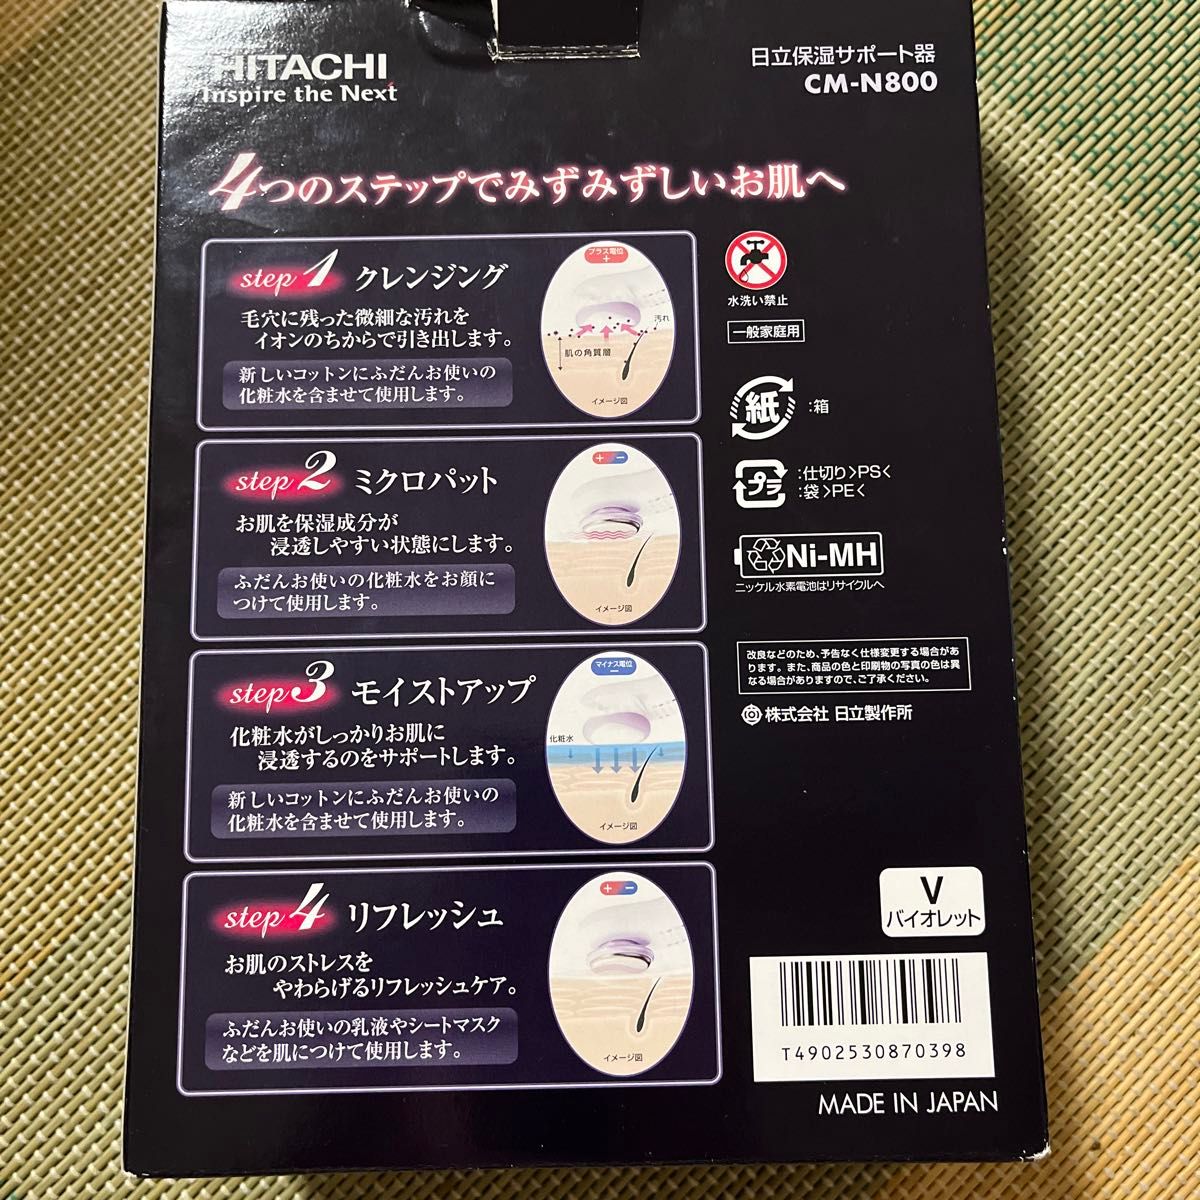 HITACHI
Inspire the Next
日立保湿サポート器
CM-N800
4つのステップでみずみずしいお肌へ
step 1 クレンジング
毛穴に残った微細な汚れを
イオンのちからで引き出します。
新しいコットンにふだんお使いの
化粧水を含ませて使用します。
プラス電位
+
汚れ
肌の角質層
イメージ図
step 2 ミクロパット
お肌を保湿成分が
浸透しやすい状態にします。
ふだんお使いの化粧水をお顔に
つけて使用します。
+ −
イメージ図
step 3 モイストアップ
化粧水がしっかりお肌に
浸透するのをサポートします。
新しいコットンにふだんお使いの
化粧水を含ませて使用します。
マイナス電位
−
化粧水
イメージ図
step 4 リフレッシュ
お肌のストレスを
やわらげるリフレッシュケア。
ふだんお使いの乳液やシートマスク
などを肌につけて使用します。
+ −
イメージ図
水洗い禁止
一般家庭用
紙 :箱
プラ :仕切り>PS<
:袋>PE<
Ni-MH
ニッケル水素電池はリサイクルへ
改良などのため、予告なく仕様変更する場合があ
ります。また、商品の色と印刷物の写真の色は異
なる場合がありますので、ご了承ください。
株式会社 日立製作所
V
バイオレット
T4902530870398
MADE IN JAPAN